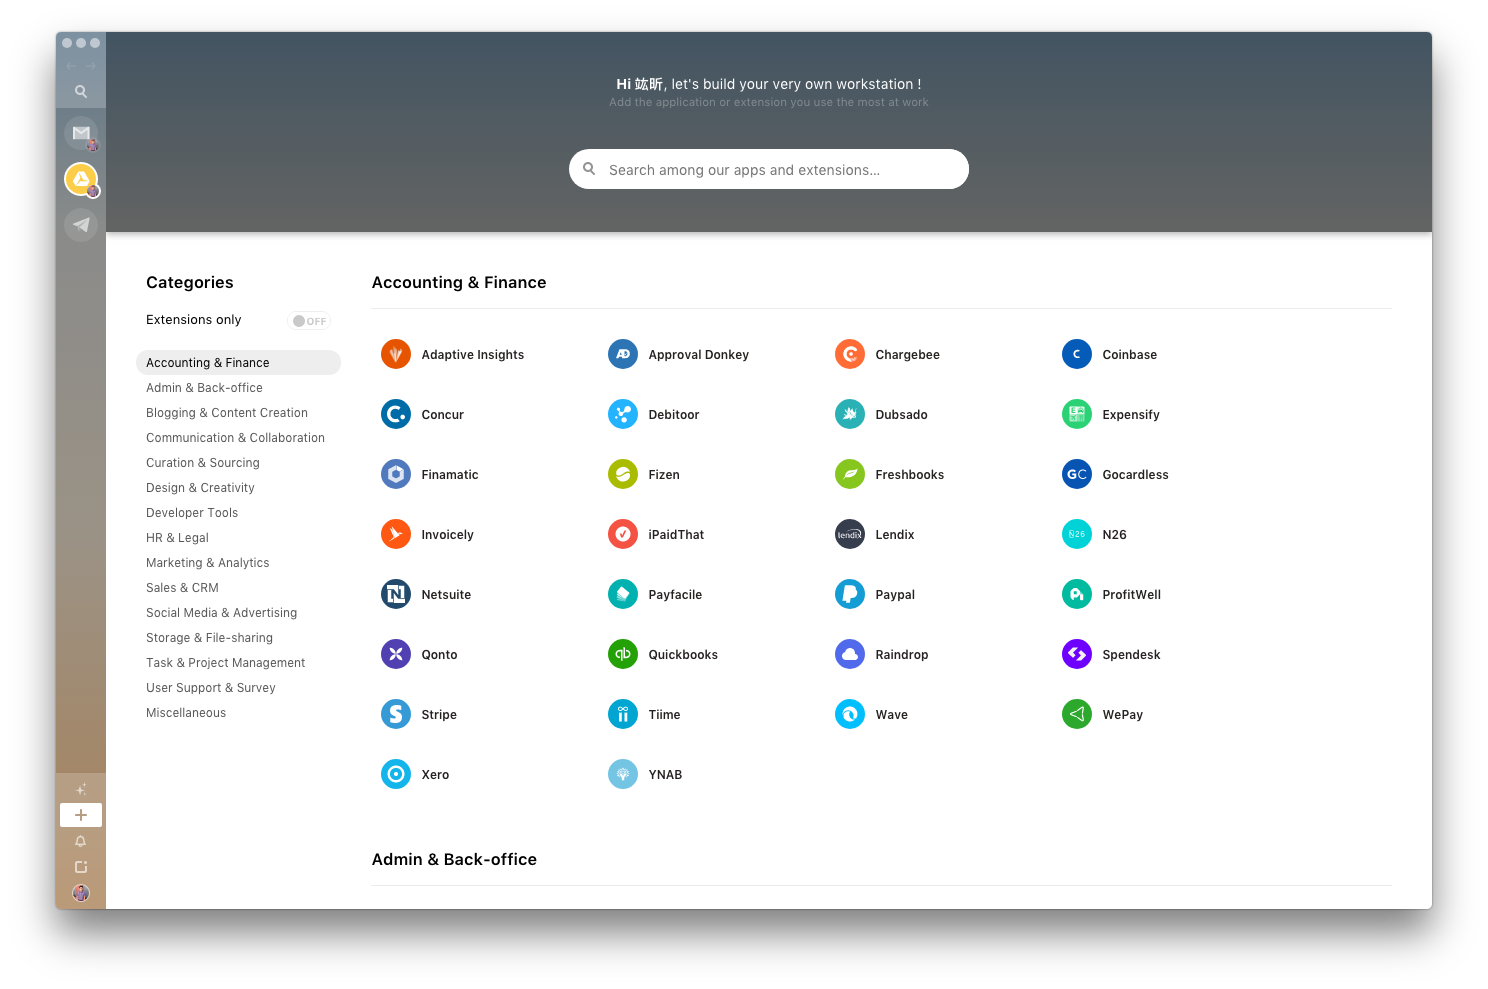 Hi 竑昕, let's build your very own workstation !
Add the application or extension you use the most at work
Search among our apps and extensions...
Categories
Extensions only
OFF
Accounting & Finance
Admin & Back-office
Blogging & Content Creation
Communication & Collaboration
Curation & Sourcing
Design & Creativity
Developer Tools
HR & Legal
Marketing & Analytics
Sales & CRM
Social Media & Advertising
Storage & File-sharing
Task & Project Management
User Support & Survey
Miscellaneous
Accounting & Finance
Adaptive Insights
Approval Donkey
Chargebee
Coinbase
Concur
Debitoor
Dubsado
Expensify
Finamatic
Fizen
Freshbooks
GC
Gocardless
Invoicely
iPaidThat
lendix
Lendix
N26
N26
Netsuite
Payfacile
Paypal
ProfitWell
Qonto
qb
Quickbooks
Raindrop
Spendesk
Stripe
Tiime
Wave
WePay
Xero
YNAB
Admin & Back-office